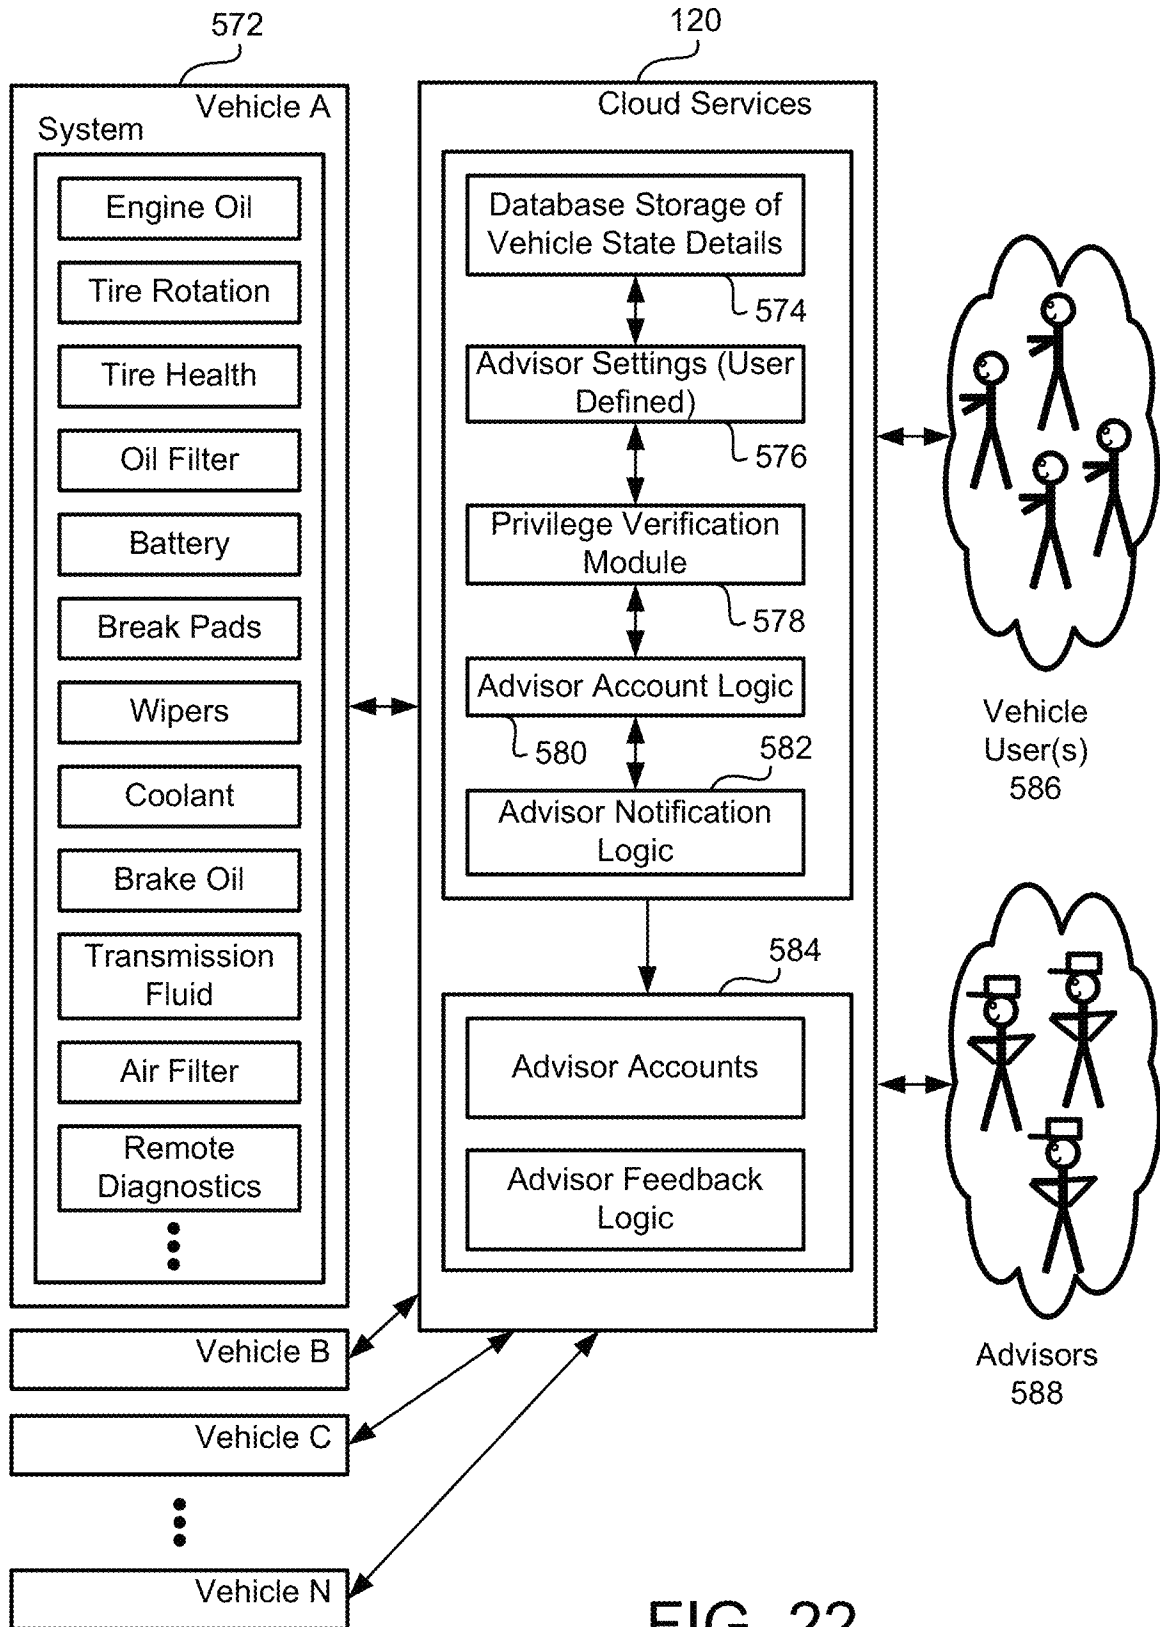 572
120
Vehicle A
System
Engine Oil
Tire Rotation
Tire Health
Oil Filter
Battery
Break Pads
Wipers
Coolant
Brake Oil
Transmission
Fluid
Air Filter
Remote
Diagnostics
Vehicle B
Vehicle C
Vehicle N
Cloud Services
Database Storage of
Vehicle State Details
574
Advisor Settings (User
Defined)
576
Privilege Verification
Module
578
Advisor Account Logic
580
582
Advisor Notification
Logic
584
Advisor Accounts
Advisor Feedback
Logic
Vehicle
User(s)
586
Advisors
588
FIG. 22